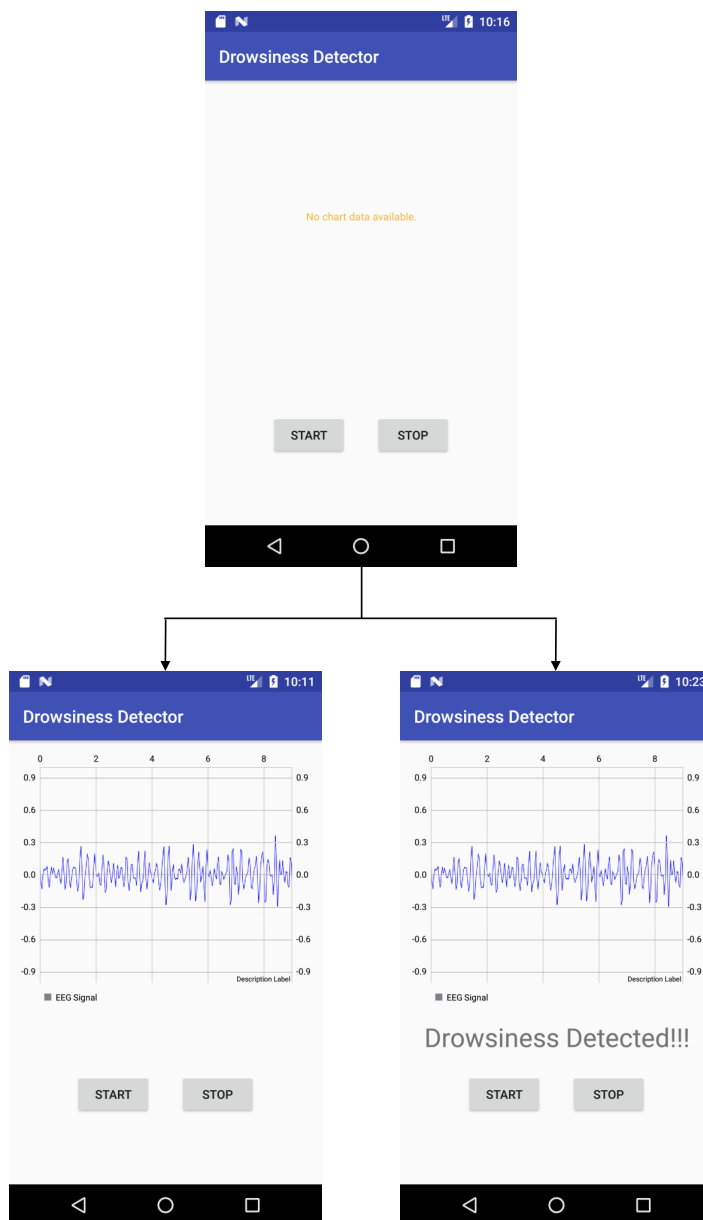 LTE 10:16
Drowsiness Detector
No chart data available.
START STOP
LTE 10:11
Drowsiness Detector
0 2 4 6 8
0.9 0.9
0.6 0.6
0.3 0.3
0.0 0.0
-0.3 -0.3
-0.6 -0.6
-0.9 -0.9
Description Label
EEG Signal
START STOP
LTE 10:23
Drowsiness Detector
0 2 4 6 8
0.9 0.9
0.6 0.6
0.3 0.3
0.0 0.0
-0.3 -0.3
-0.6 -0.6
-0.9 -0.9
Description Label
EEG Signal
Drowsiness Detected!!!
START STOP